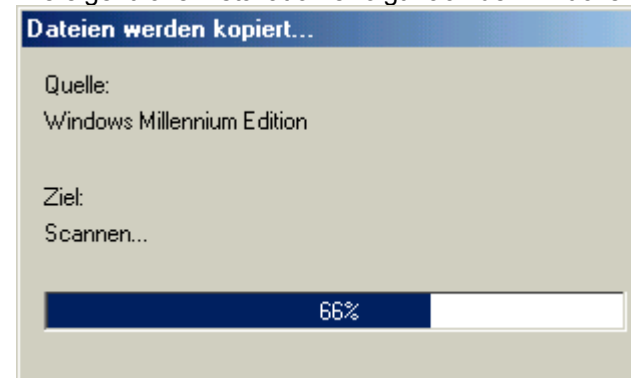 Dateien werden kopiert...
Quelle:
Windows Millennium Edition
Ziel:
Scannen...
66%